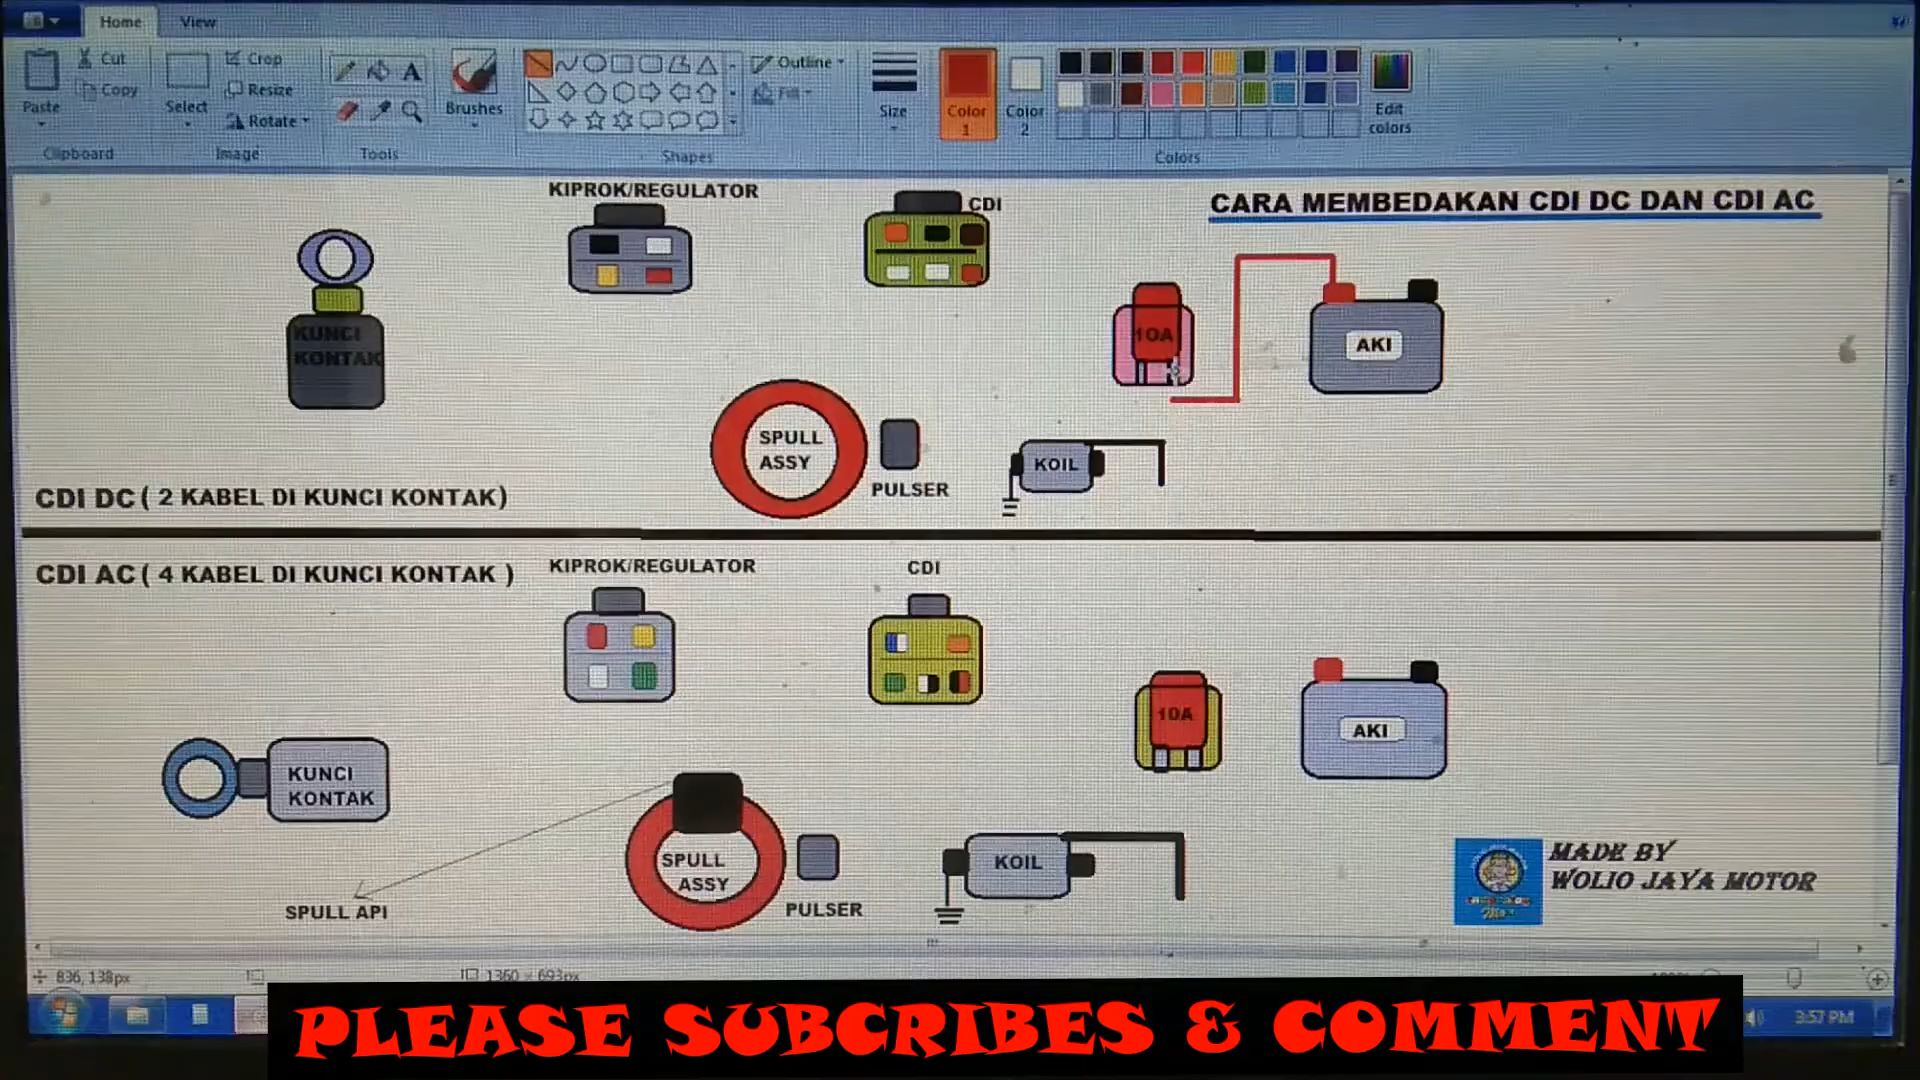 Home View
Cut
Copy
Paste
Clipboard
Select
Crop
Resize
Rotate
Image
Tools
Brushes
Shapes
Outline
Fill
Size
Color
1
Color
2
Colors
Edit
colors
KIPROK/REGULATOR
CDI
CARA MEMBEDAKAN CDI DC DAN CDI AC
KUNCI
KONTAK
10A
AKI
SPULL
ASSY
PULSER
KOIL
CDI DC ( 2 KABEL DI KUNCI KONTAK)
CDI AC ( 4 KABEL DI KUNCI KONTAK )
KIPROK/REGULATOR
CDI
10A
AKI
KUNCI
KONTAK
SPULL
ASSY
PULSER
KOIL
SPULL API
MADE BY
WOLIO JAYA MOTOR
836, 138px
1360 × 693px
3:57 PM
PLEASE SUBCRIBES & COMMENT